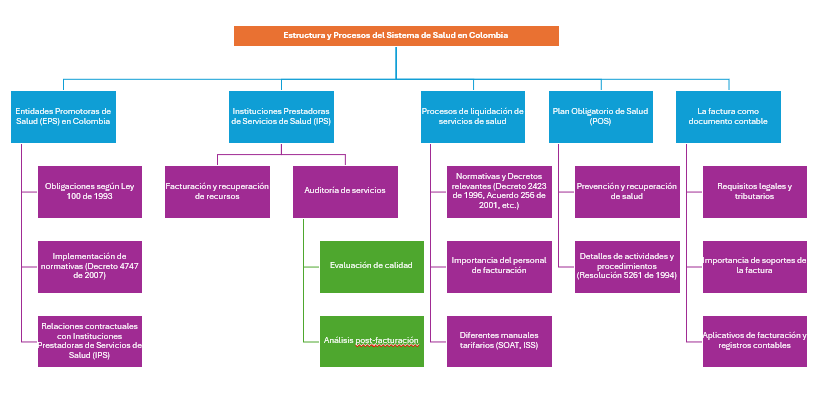 Estructura y Procesos del Sistema de Salud en Colombia
Entidades Promotoras de
Salud (EPS) en Colombia
Instituciones Prestadoras
de Servicios de Salud (IPS)
Procesos de liquidación de
servicios de salud
Plan Obligatorio de Salud
(POS)
La factura como
documento contable
Obligaciones según Ley
100 de 1993
Facturación y recuperación
de recursos
Auditoría de servicios
Normativas y Decretos
relevantes (Decreto 2423
de 1996, Acuerdo 256 de
2001, etc.)
Prevención y recuperación
de salud
Requisitos legales y
tributarios
Implementación de
normativas (Decreto 4747
de 2007)
Evaluación de calidad
Importancia del personal
de facturación
Detalles de actividades y
procedimientos
(Resolución 5261 de 1994)
Importancia de soportes de
la factura
Relaciones contractuales
con Instituciones
Prestadoras de Servicios de
Salud (IPS)
Análisis post-facturación
Diferentes manuales
tarifarios (SOAT, ISS)
Aplicativos de facturación y
registros contables